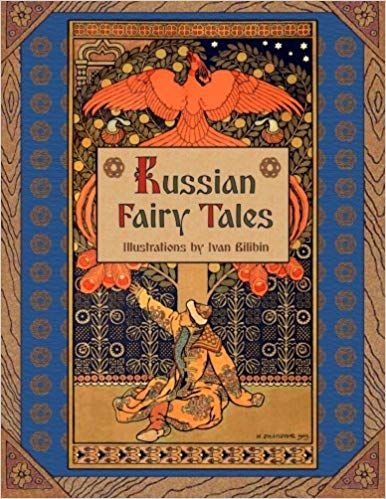 Russian
Fairy Tales
Illustrations by Ivan Bilibin